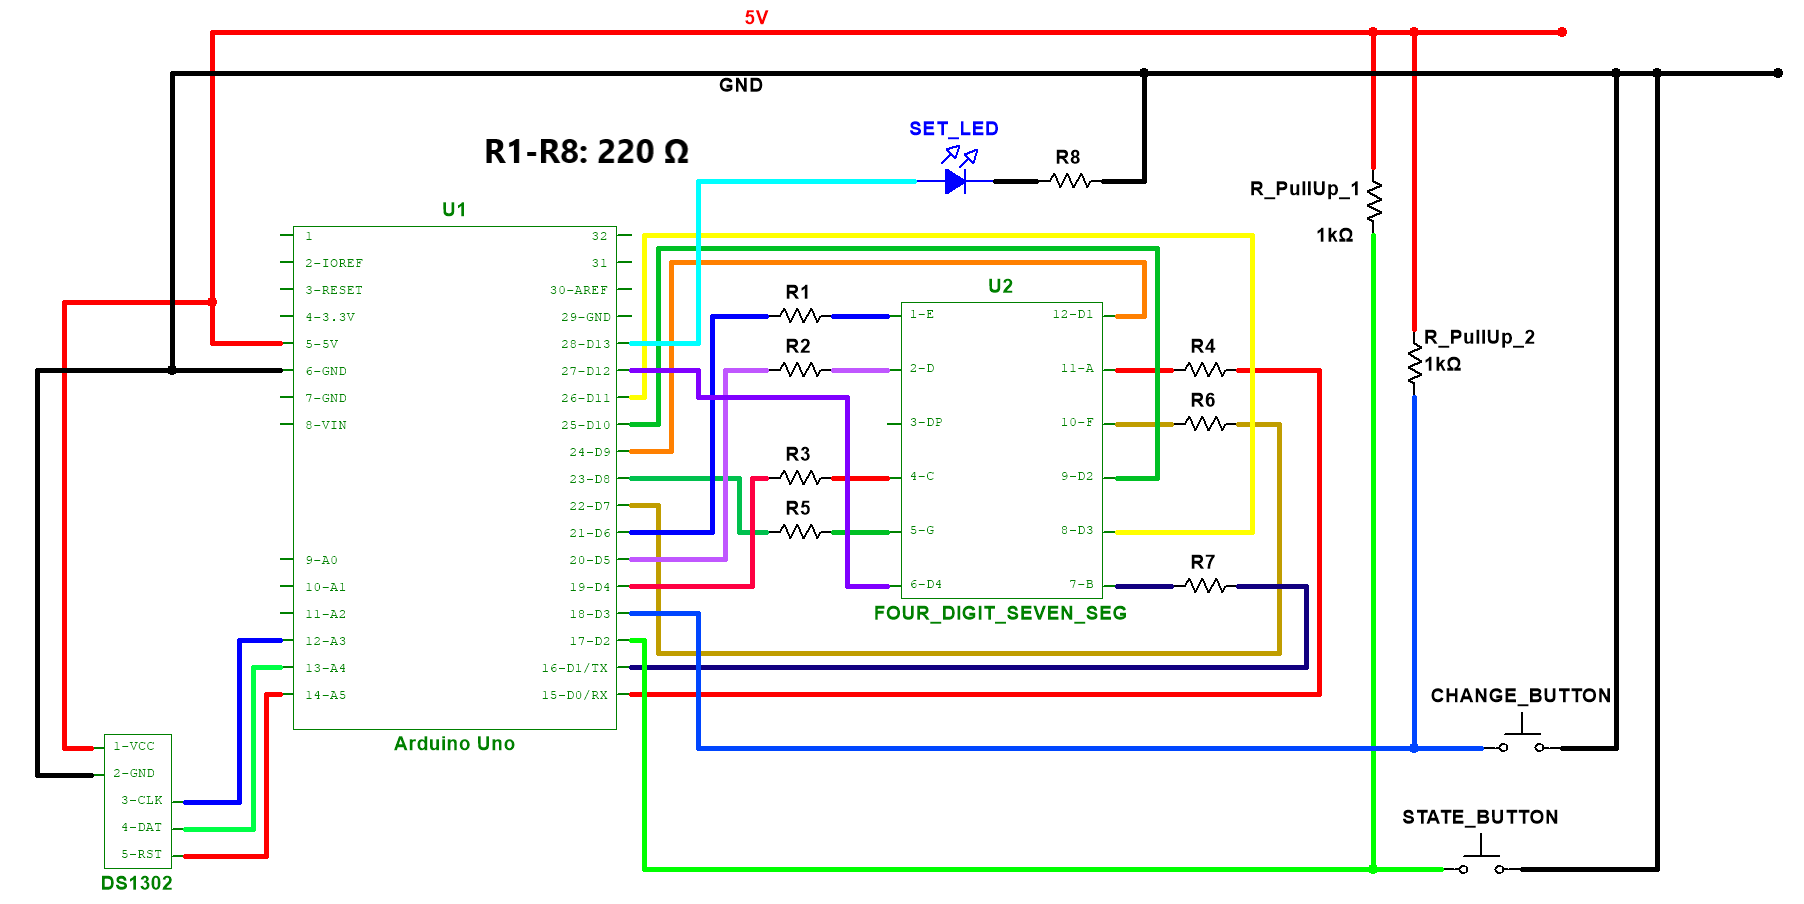 5V
GND
SET_LED
R1-R8: 220 Ω
R8
R_PullUp_1
1kΩ
U1
1
2-IOREF
3-RESET
4-3.3V
5-5V
6-GND
7-GND
8-VIN
9-A0
10-A1
11-A2
12-A3
13-A4
14-A5
32
31
30-AREF
29-GND
28-D13
27-D12
26-D11
25-D10
24-D9
23-D8
22-D7
21-D6
20-D5
19-D4
18-D3
17-D2
16-D1/TX
15-D0/RX
Arduino Uno
R1
R2
R3
R5
U2
1-E
2-D
3-DP
4-C
5-G
6-D4
12-D1
11-A
10-F
9-D2
8-D3
7-B
FOUR_DIGIT_SEVEN_SEG
R4
R6
R7
R_PullUp_2
1kΩ
CHANGE_BUTTON
STATE_BUTTON
1-VCC
2-GND
3-CLK
4-DAT
5-RST
DS1302